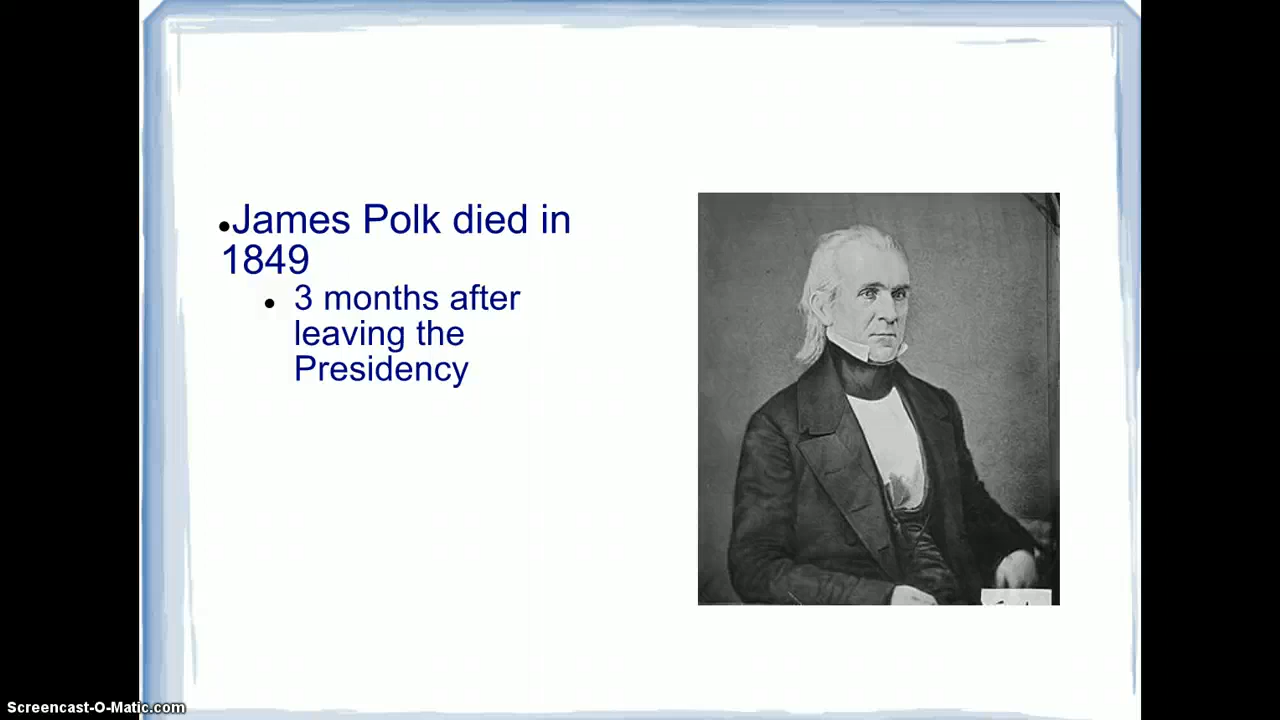 •James Polk died in
1849
• 3 months after
leaving the
Presidency
Screencast-O-Matic.com